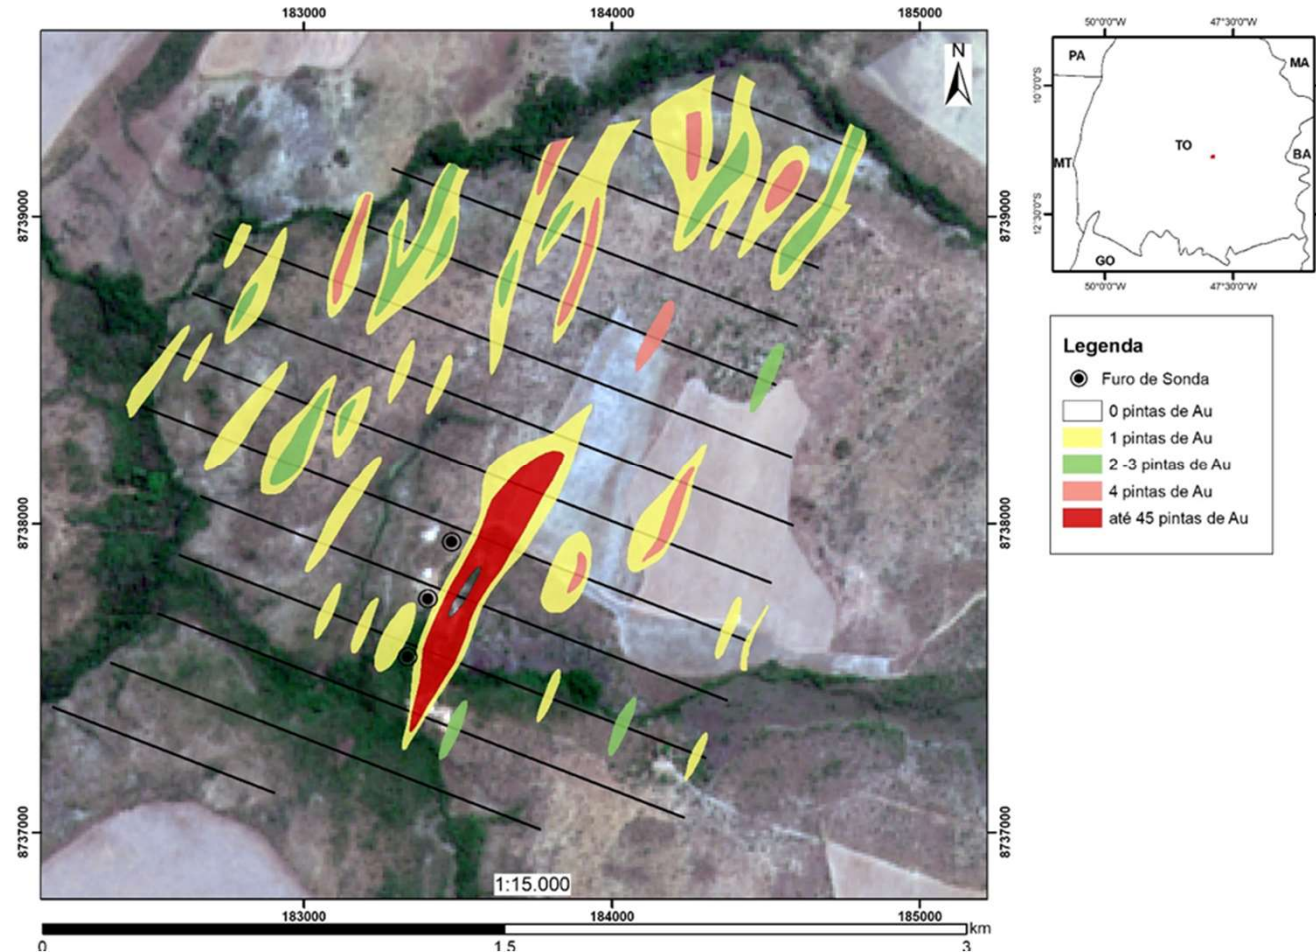 183000 184000 185000
N
8739000
8738000
8737000
8739000
8738000
8737000
1:15.000
183000 184000 185000
0 1.5 3 km
50°0'0"W 47°30'0"W
10°0'0"S
12°30'0"S
PA
MA
TO
MT
BA
GO
50°0'0"W 47°30'0"W
Legenda
Furo de Sonda
0 pintas de Au
1 pintas de Au
2 -3 pintas de Au
4 pintas de Au
até 45 pintas de Au